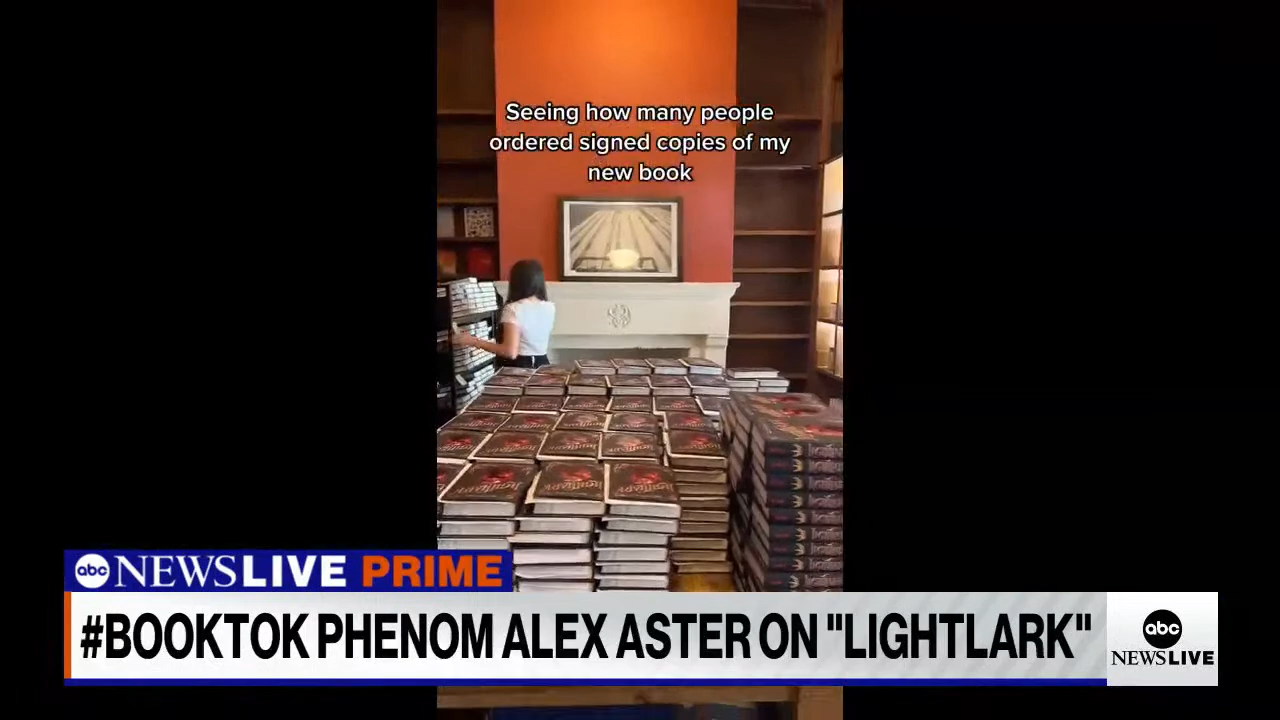 Seeing how many people
ordered signed copies of my
new book
abc NEWS LIVE PRIME
#BOOKTOK PHENOM ALEX ASTER ON "LIGHTLARK"
abc
NEWS LIVE